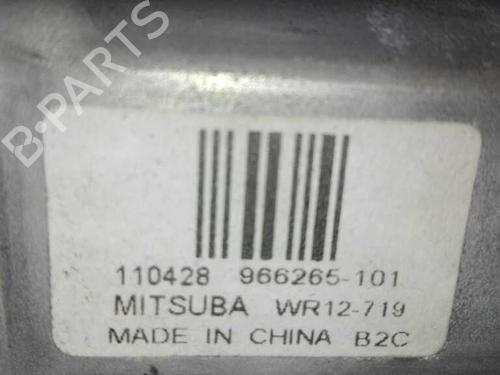 B-PARTS
110428 966265-101
MITSUBA WR12-719
MADE IN CHINA B2C